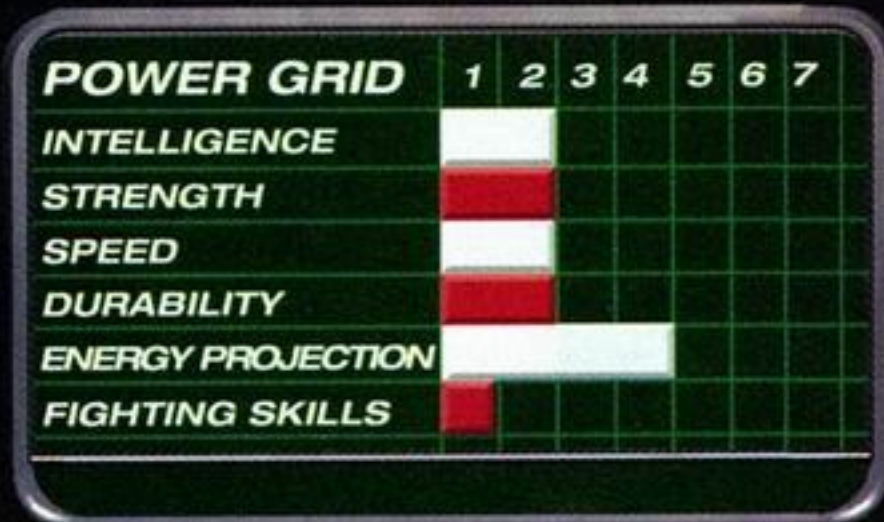 POWER GRID 1 2 3 4 5 6 7
INTELLIGENCE
STRENGTH
SPEED
DURABILITY
ENERGY PROJECTION
FIGHTING SKILLS